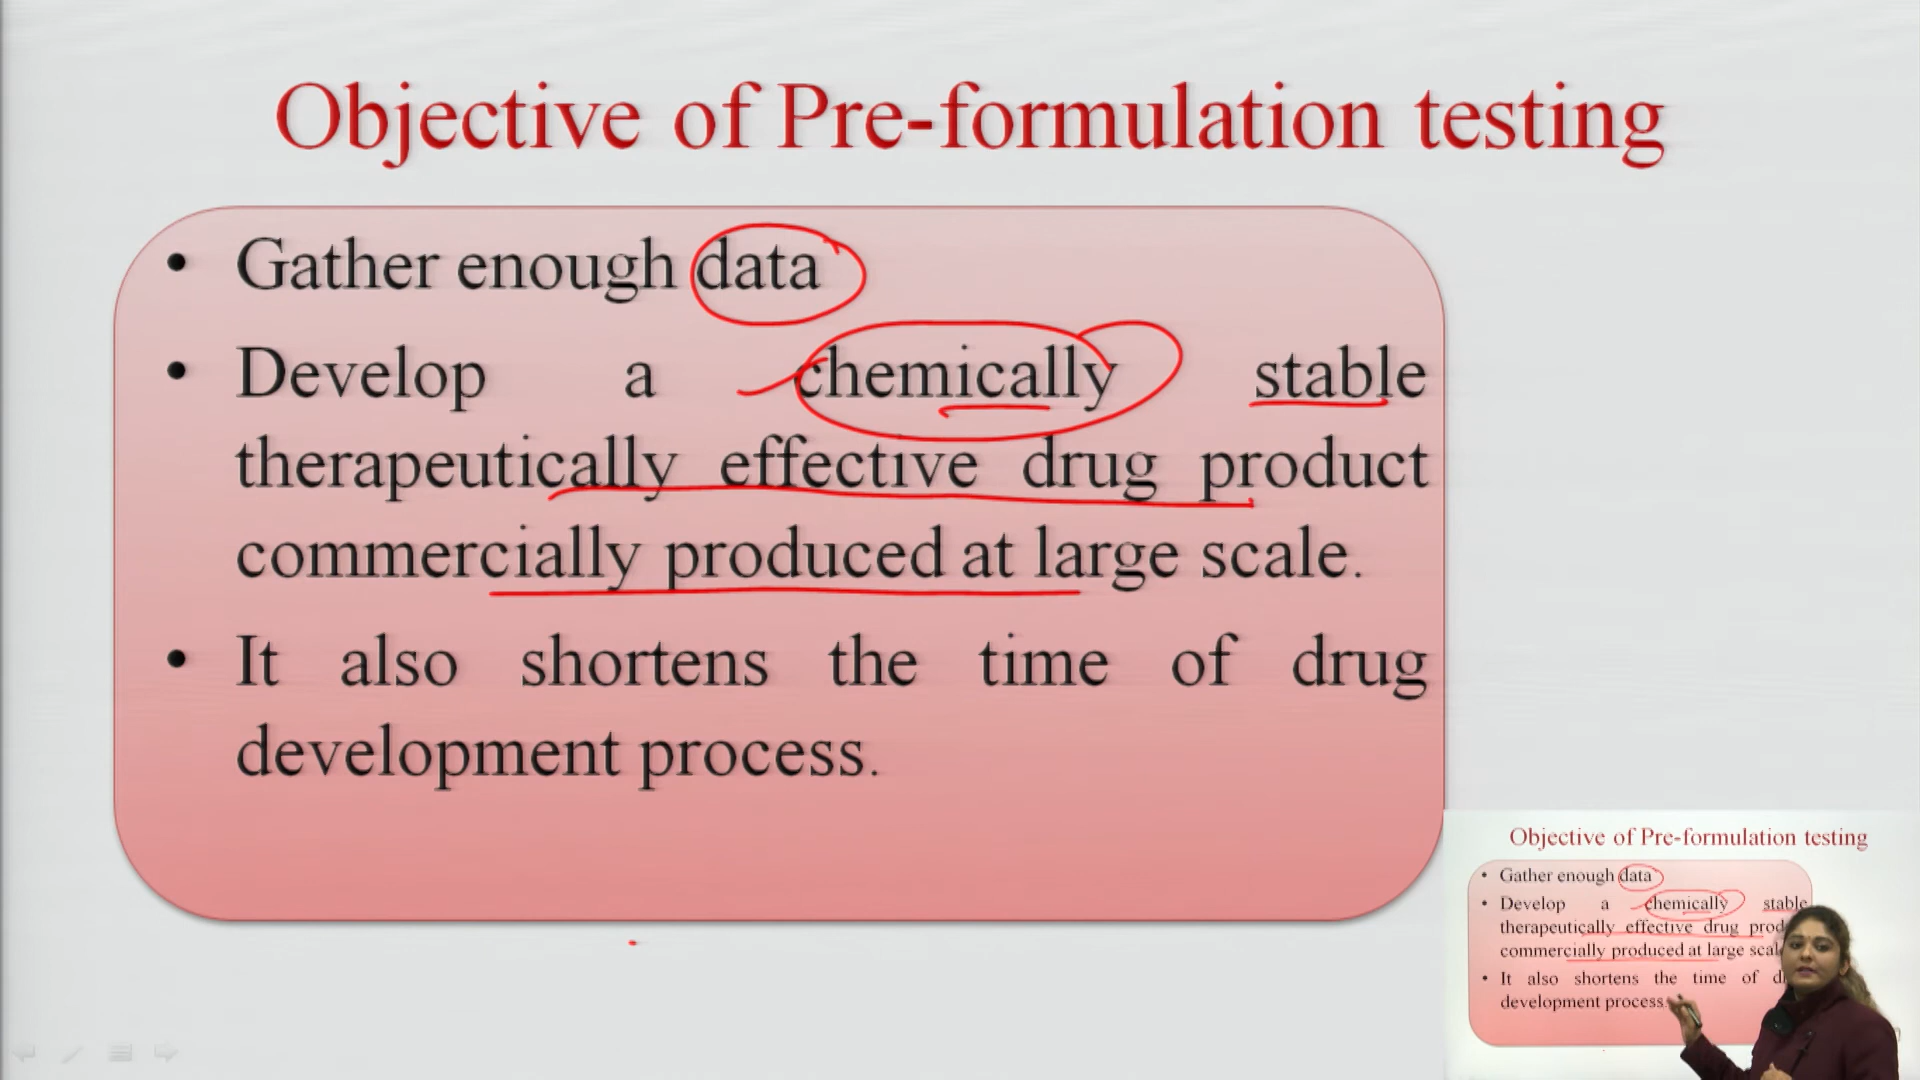 Objective of Pre-formulation testing
• Gather enough data
• Develop a chemically stable
therapeutically effective drug product
commercially produced at large scale.
• It also shortens the time of drug
development process.
Objective of Pre-formulation testing
• Gather enough data
• Develop a chemically stable
therapeutically effective drug prod
commercially produced at large scal
• It also shortens the time of d
development process.